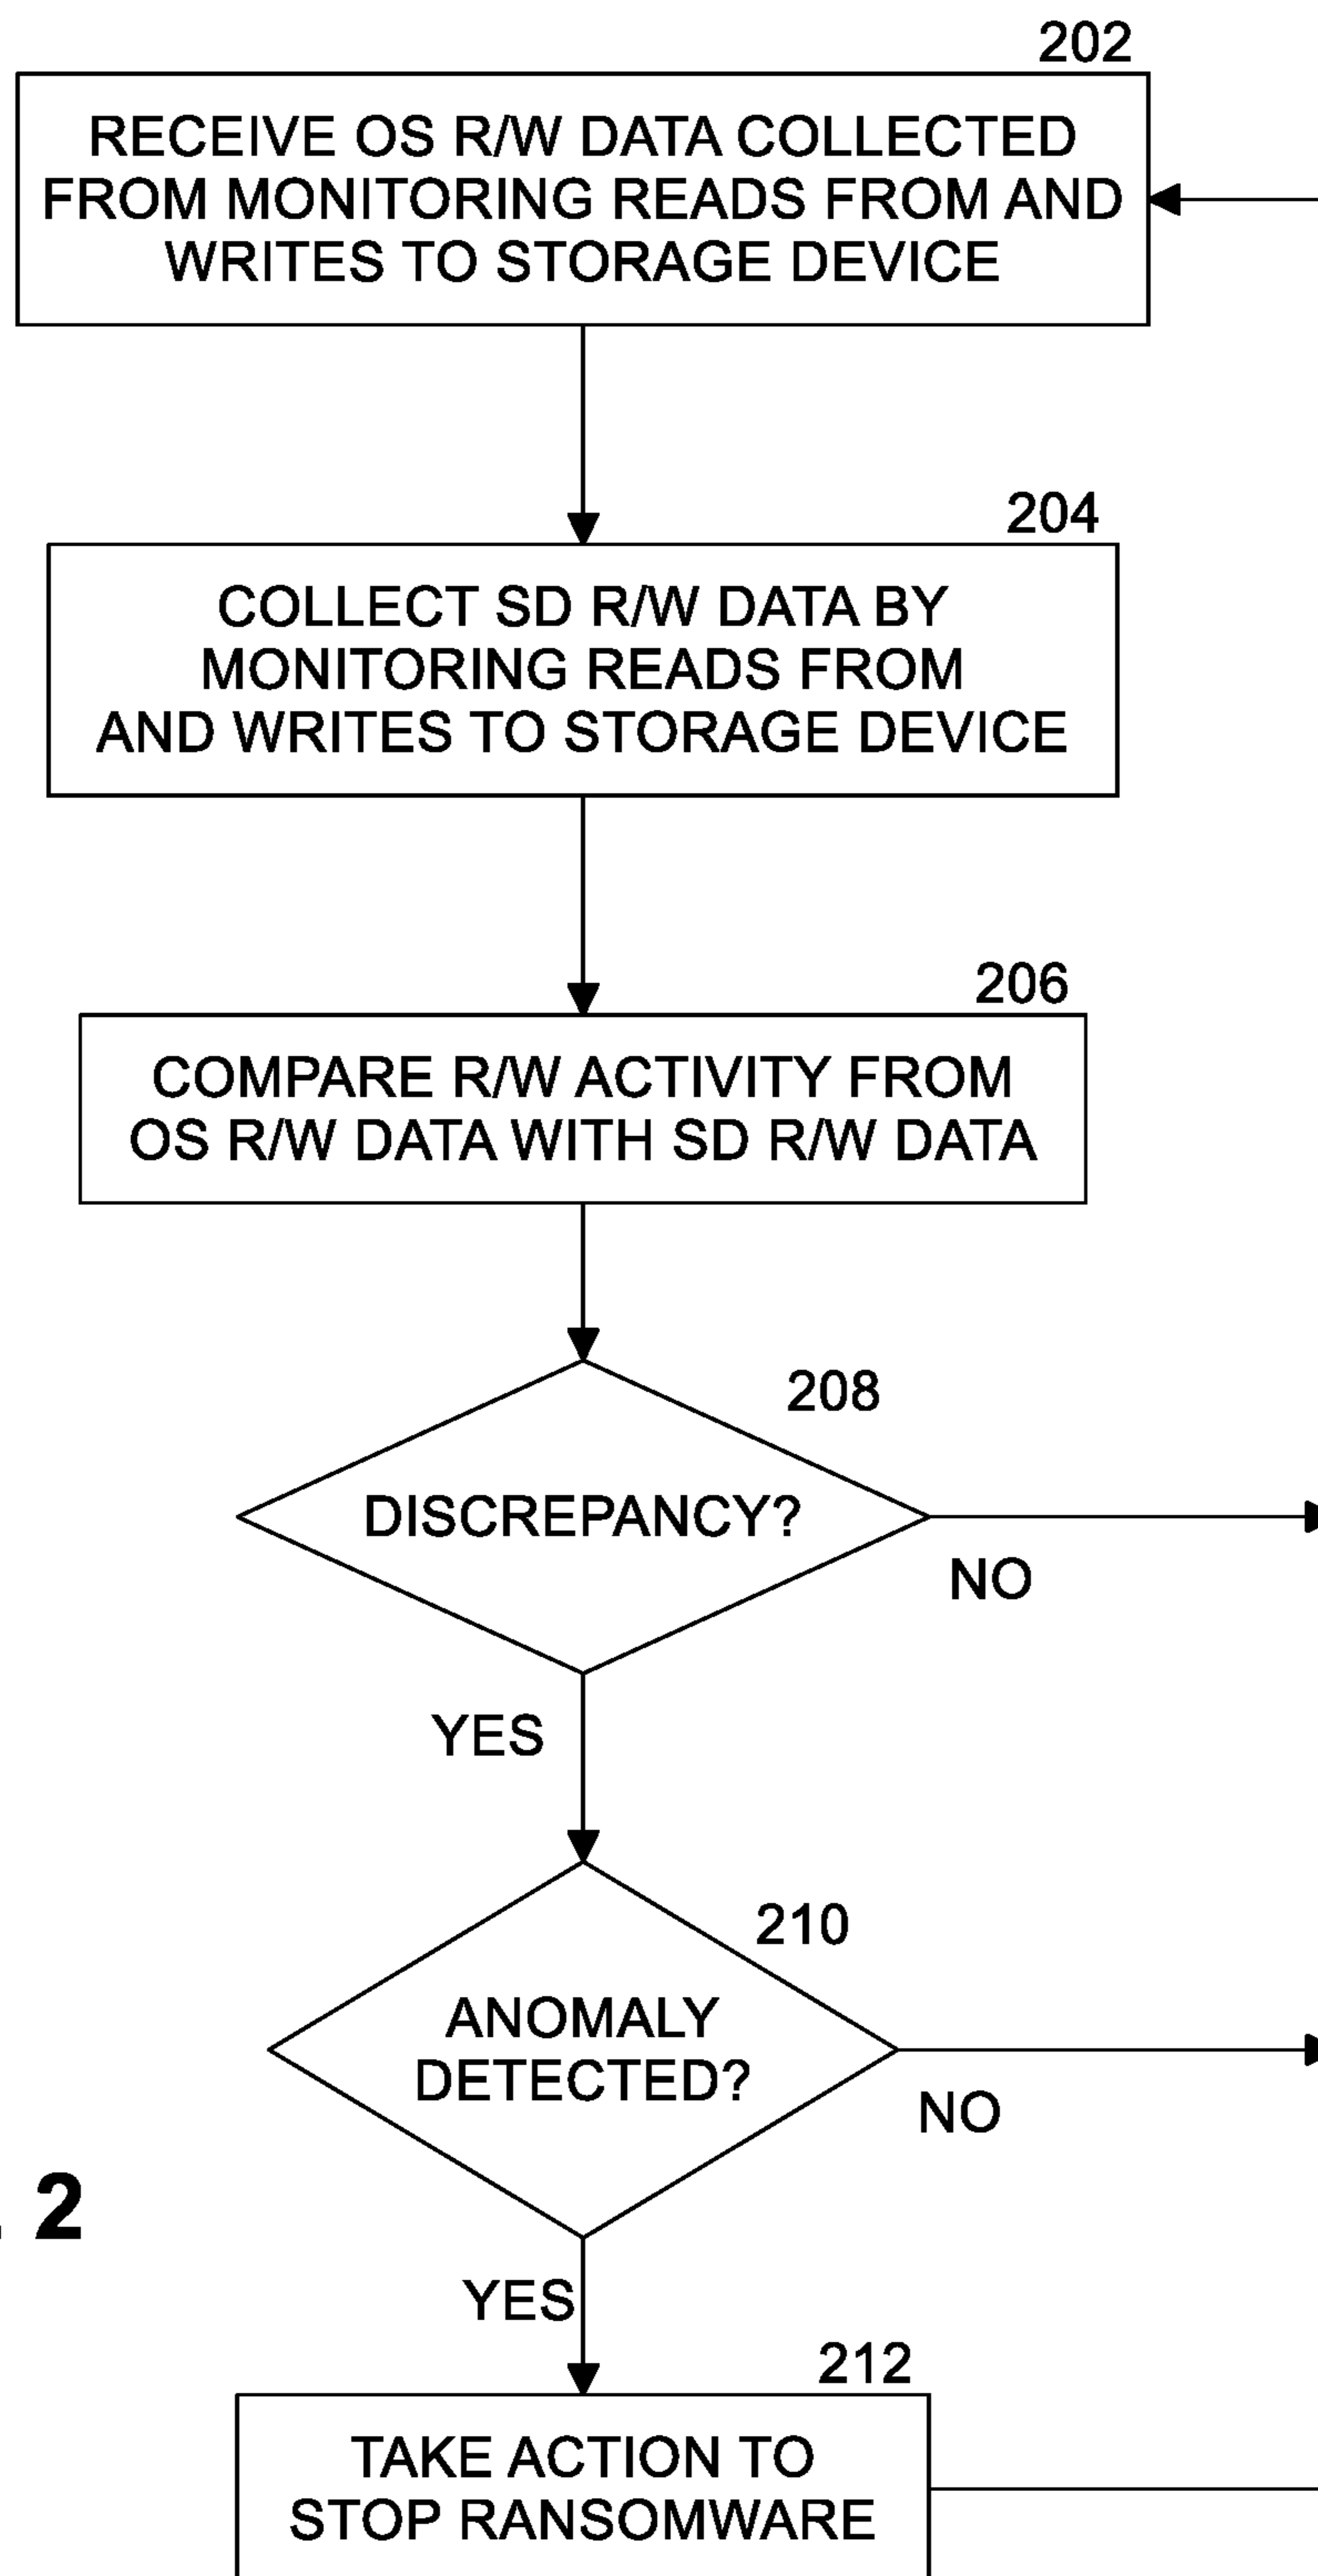 202
RECEIVE OS R/W DATA COLLECTED
FROM MONITORING READS FROM AND
WRITES TO STORAGE DEVICE
204
COLLECT SD R/W DATA BY
MONITORING READS FROM
AND WRITES TO STORAGE DEVICE
206
COMPARE R/W ACTIVITY FROM
OS R/W DATA WITH SD R/W DATA
208
DISCREPANCY?
NO
YES
210
ANOMALY
DETECTED?
NO
. 2
YES
212
TAKE ACTION TO
STOP RANSOMWARE